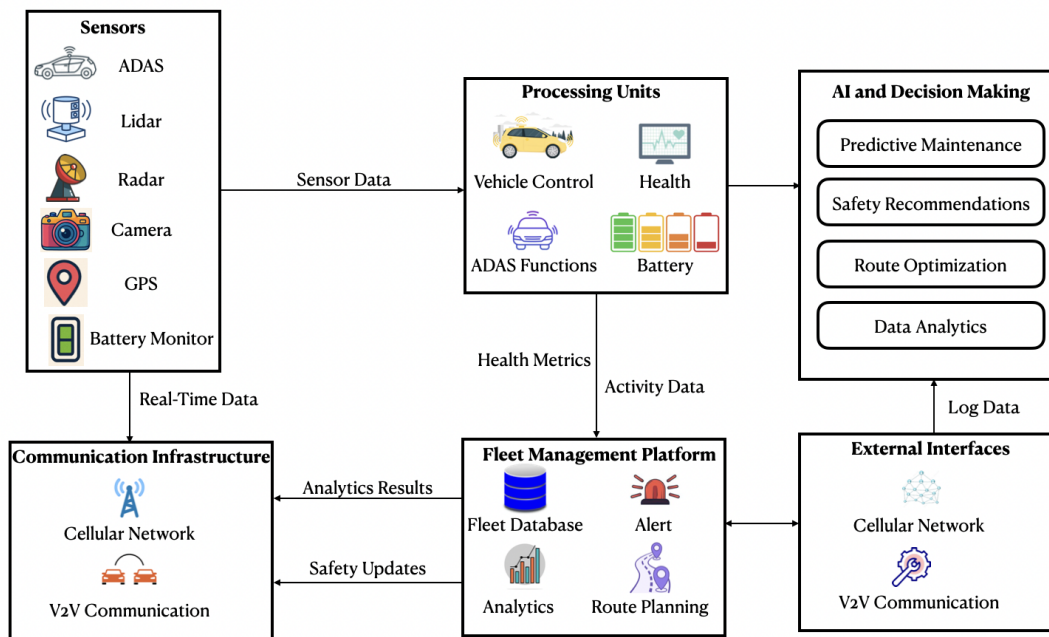 Sensors
ADAS
Lidar
Radar
Camera
GPS
Battery Monitor
Sensor Data
Processing Units
Vehicle Control
Health
ADAS Functions
Battery
AI and Decision Making
Predictive Maintenance
Safety Recommendations
Route Optimization
Data Analytics
Real-Time Data
Health Metrics
Activity Data
Log Data
Communication Infrastructure
Cellular Network
V2V Communication
Analytics Results
Safety Updates
Fleet Management Platform
Fleet Database
Alert
Analytics
Route Planning
External Interfaces
Cellular Network
V2V Communication